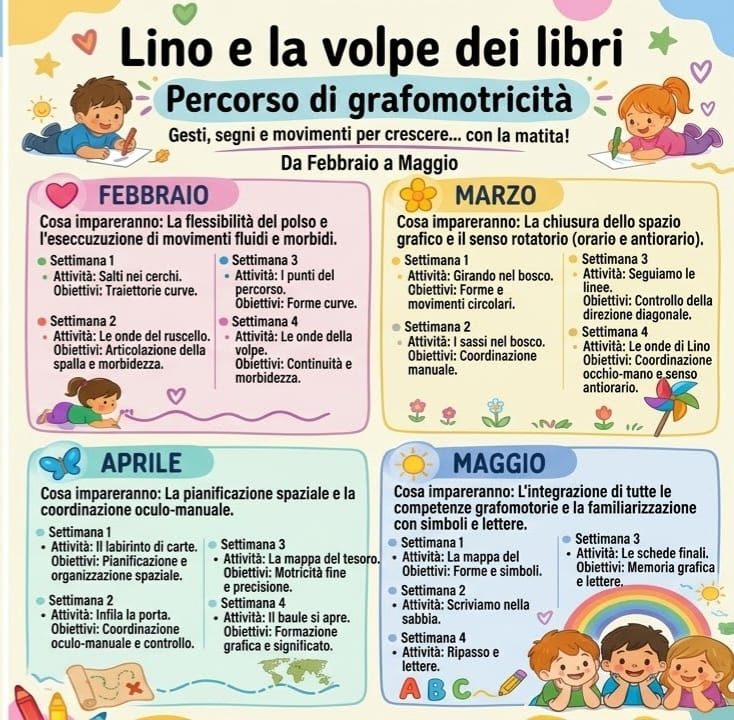 Lino e la volpe dei libri
Percorso di grafomotricità
Gesti, segni e movimenti per crescere... con la matita!
Da Febbraio a Maggio
FEBBRAIO
Cosa impareranno: La flessibilità del polso e
l'eseccuzuzione di movimenti fluidi e morbidi.
Settimana 1
Attività: Salti nei cerchi.
Obiettivi: Traiettorie curve.
Settimana 2
Attività: Le onde del ruscello.
Obiettivi: Articolazione della
spalla e morbidezza.
Settimana 3
Attività: I punti del
percorso.
Obiettivi: Forme curve.
Settimana 4
Attività: Le onde della
volpe.
Obiettivi: Continuità e
morbidezza.
MARZO
Cosa impareranno: La chiusura dello spazio
grafico e il senso rotatorio (orario e antiorario).
Settimana 1
Attività: Girando nel bosco.
Obiettivi: Forme e
movimenti circolari.
Settimana 2
Attività: I sassi nel bosco.
Obiettivi: Coordinazione
manuale.
Settimana 3
Attività: Seguiamo le
linee.
Obiettivi: Controllo della
direzione diagonale.
Settimana 4
Attività: Le onde di Lino
Obiettivi: Coordinazione
occhio-mano e senso
antiorario.
APRILE
Cosa impareranno: La pianificazione spaziale e la
coordinazione oculo-manuale.
Settimana 1
Attività: Il labirinto di carte.
Obiettivi: Pianificazione e
organizzazione spaziale.
Settimana 2
Attività: Infila la porta.
Obiettivi: Coordinazione
oculo-manuale e controllo.
Settimana 3
Attività: La mappa del tesoro.
Obiettivi: Motricità fine
e precisione.
Settimana 4
Attività: Il baule si apre.
Obiettivi: Formazione
grafica e significato.
MAGGIO
Cosa impareranno: L'integrazione di tutte le
competenze grafomotorie e la familiarizzazione
con simboli e lettere.
Settimana 1
Attività: La mappa del
Obiettivi: Forme e simboli.
Settimana 2
Attività: Scriviamo nella
sabbia.
Settimana 4
Attività: Ripasso e
lettere.
Settimana 3
Attività: Le schede finali.
Obiettivi: Memoria grafica
e lettere.
A B C